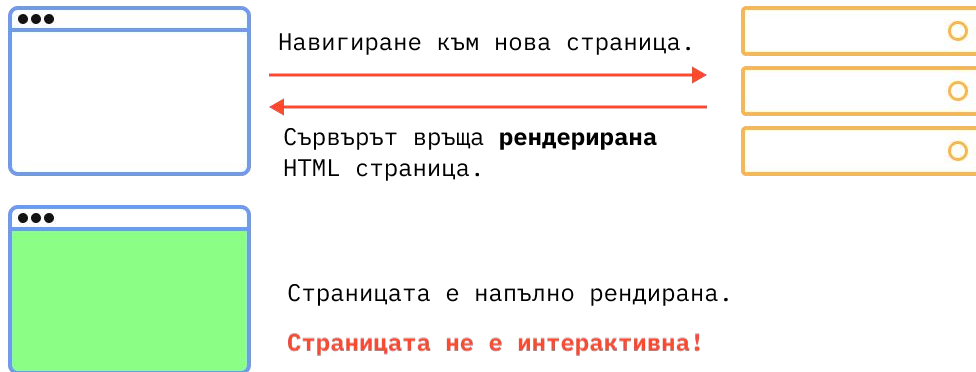 Навигиране към нова страница.
Сървърът връща рендерирана
HTML страница.
Страницата е напълно рендирана.
Страницата не е интерактивна!